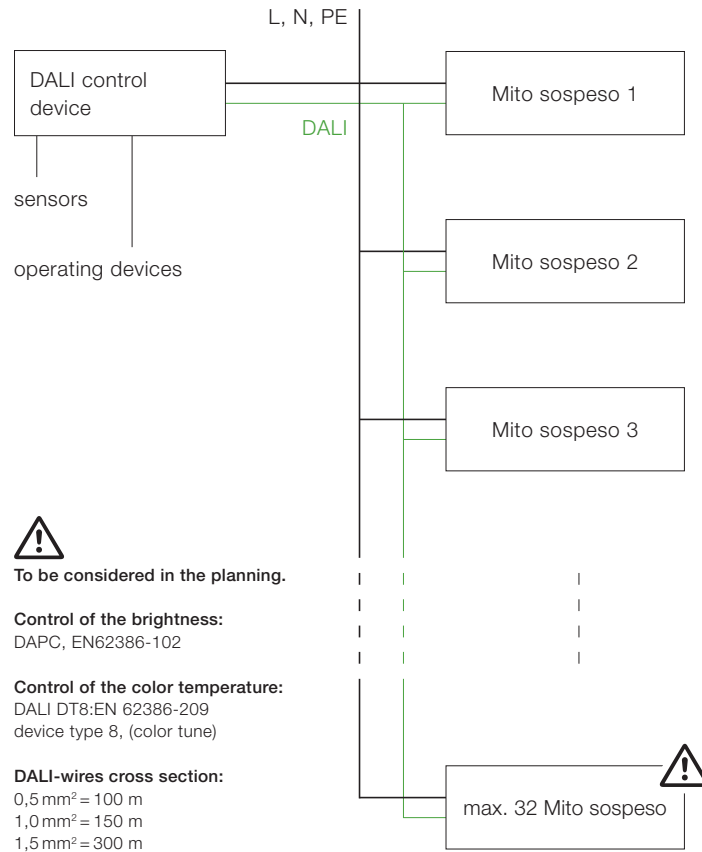 L, N, PE
DALI control
device
DALI
Mito sospeso 1
sensors
operating devices
Mito sospeso 2
Mito sospeso 3
To be considered in the planning.
Control of the brightness:
DAPC, EN62386-102
Control of the color temperature:
DALI DT8:EN 62386-209
device type 8, (color tune)
DALI-wires cross section:
0,5 mm² = 100 m
1,0 mm² = 150 m
1,5 mm² = 300 m
max. 32 Mito sospeso